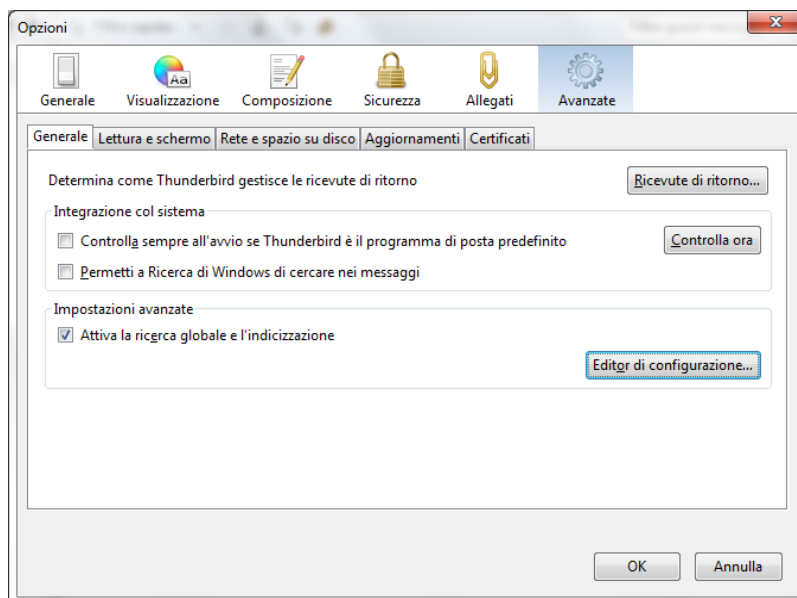 Opzioni
Generale Visualizzazione Composizione Sicurezza Allegati Avanzate
Generale Lettura e schermo Rete e spazio su disco Aggiornamenti Certificati
Determina come Thunderbird gestisce le ricevute di ritorno Ricevute di ritorno...
Integrazione col sistema
Controlla sempre all'avvio se Thunderbird è il programma di posta predefinito Controlla ora
Permetti a Ricerca di Windows di cercare nei messaggi
Impostazioni avanzate
Attiva la ricerca globale e l'indicizzazione
Editor di configurazione...
OK Annulla